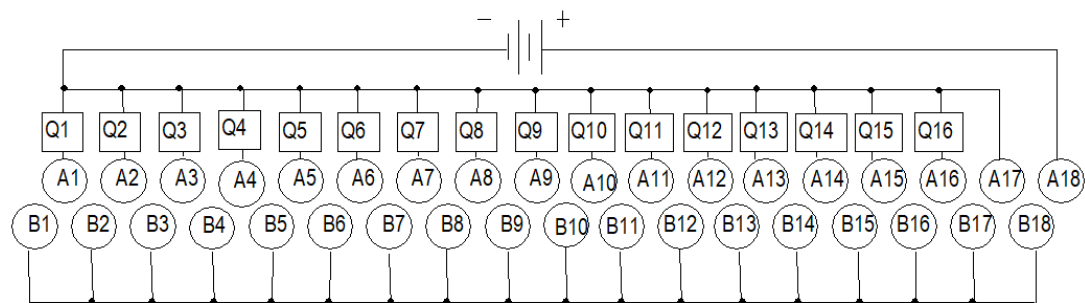 − +
Q1 Q2 Q3 Q4 Q5 Q6 Q7 Q8 Q9 Q10 Q11 Q12 Q13 Q14 Q15 Q16
A1 A2 A3 A4 A5 A6 A7 A8 A9 A10 A11 A12 A13 A14 A15 A16 A17 A18
B1 B2 B3 B4 B5 B6 B7 B8 B9 B10 B11 B12 B13 B14 B15 B16 B17 B18